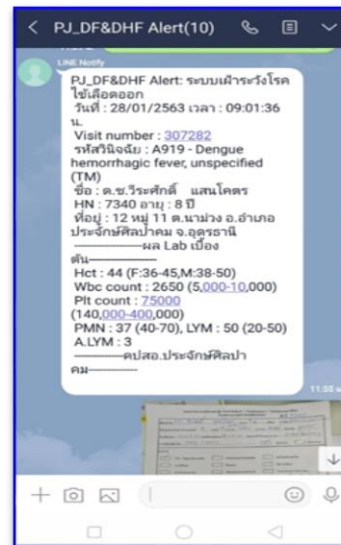 PJ_DF&DHF Alert(10)
LINE Notify
PJ_DF&DHF Alert: ระบบเฝ้าระวังโรค
ไข้เลือดออก
วันที่ : 28/01/2563 เวลา : 09:01:36
น.
Visit number : 307282
รหัสวินิจฉัย : A919 - Dengue
hemorrhagic fever, unspecified
(TM)
ชื่อ : ด.ช.วีระศักดิ์ แสนโคตร
HN : 7340 อายุ : 8 ปี
ที่อยู่ : 12 หมู่ 11 ต.นาม่วง อ.อำเภอ
ประจักษ์ศิลปาคม จ.อุดรธานี
--------------ผล Lab เบื้อง
ต้น--------------
Hct : 44 (F:36-45,M:38-50)
Wbc count : 2650 (5,000-10,000)
Plt count : 75000
(140,000-400,000)
PMN : 37 (40-70), LYM : 50 (20-50)
A.LYM : 3
--------------คปสอ.ประจักษ์ศิลปา
คม--------------